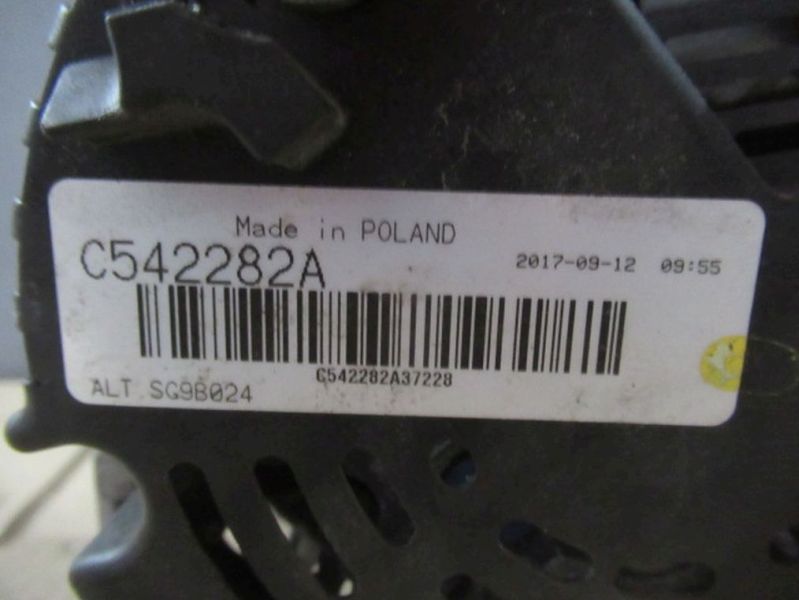 Made in POLAND
C542282A
2017-09-12 09:55
C542282A37228
ALT SG9B024